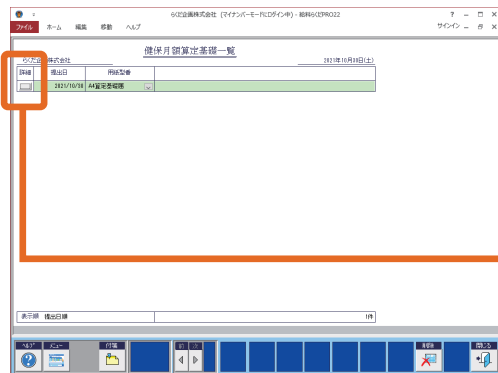 らくだ企画株式会社 (マイナンバーモードにログイン中) - 給料らくだPRO22
ファイル ホーム 編集 移動 ヘルプ サインイン
健保月額算定基礎一覧
らくだ企画株式会社 2021年10月30日(土)
詳細 提出日 用紙型番
2021/10/30 A4算定基礎届
表示順 提出日順 1件
ヘルプ メニュー 付箋 前 次 削除 閉じる